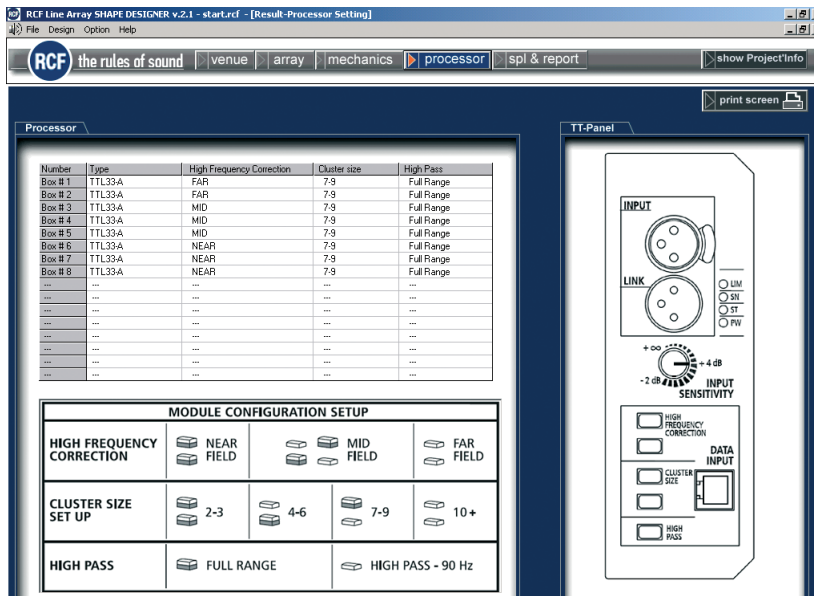 RCF Line Array SHAPE DESIGNER v.2.1 - start.rcf - [Result-Processor Setting]
File Design Option Help
RCF the rules of sound venue array mechanics processor spl & report show Project'Info
print screen
Processor
TT-Panel
Number Type High Frequency Correction Cluster size High Pass
Box # 1 TTL33-A FAR 7-9 Full Range
Box # 2 TTL33-A FAR 7-9 Full Range
Box # 3 TTL33-A MID 7-9 Full Range
Box # 4 TTL33-A MID 7-9 Full Range
Box # 5 TTL33-A MID 7-9 Full Range
Box # 6 TTL33-A NEAR 7-9 Full Range
Box # 7 TTL33-A NEAR 7-9 Full Range
Box # 8 TTL33-A NEAR 7-9 Full Range
... ... ... ... ...
... ... ... ... ...
... ... ... ... ...
... ... ... ... ...
... ... ... ... ...
... ... ... ... ...
... ... ... ... ...
... ... ... ... ...
MODULE CONFIGURATION SETUP
HIGH FREQUENCY
CORRECTION
NEAR
FIELD
MID
FIELD
FAR
FIELD
CLUSTER SIZE
SET UP
2-3
4-6
7-9
10+
HIGH PASS
FULL RANGE
HIGH PASS - 90 Hz
INPUT
LINK
LIM
SN
ST
PW
+ ∞
+ 4 dB
- 2 dB
INPUT
SENSITIVITY
HIGH
FREQUENCY
CORRECTION
DATA
INPUT
CLUSTER
SIZE
HIGH
PASS